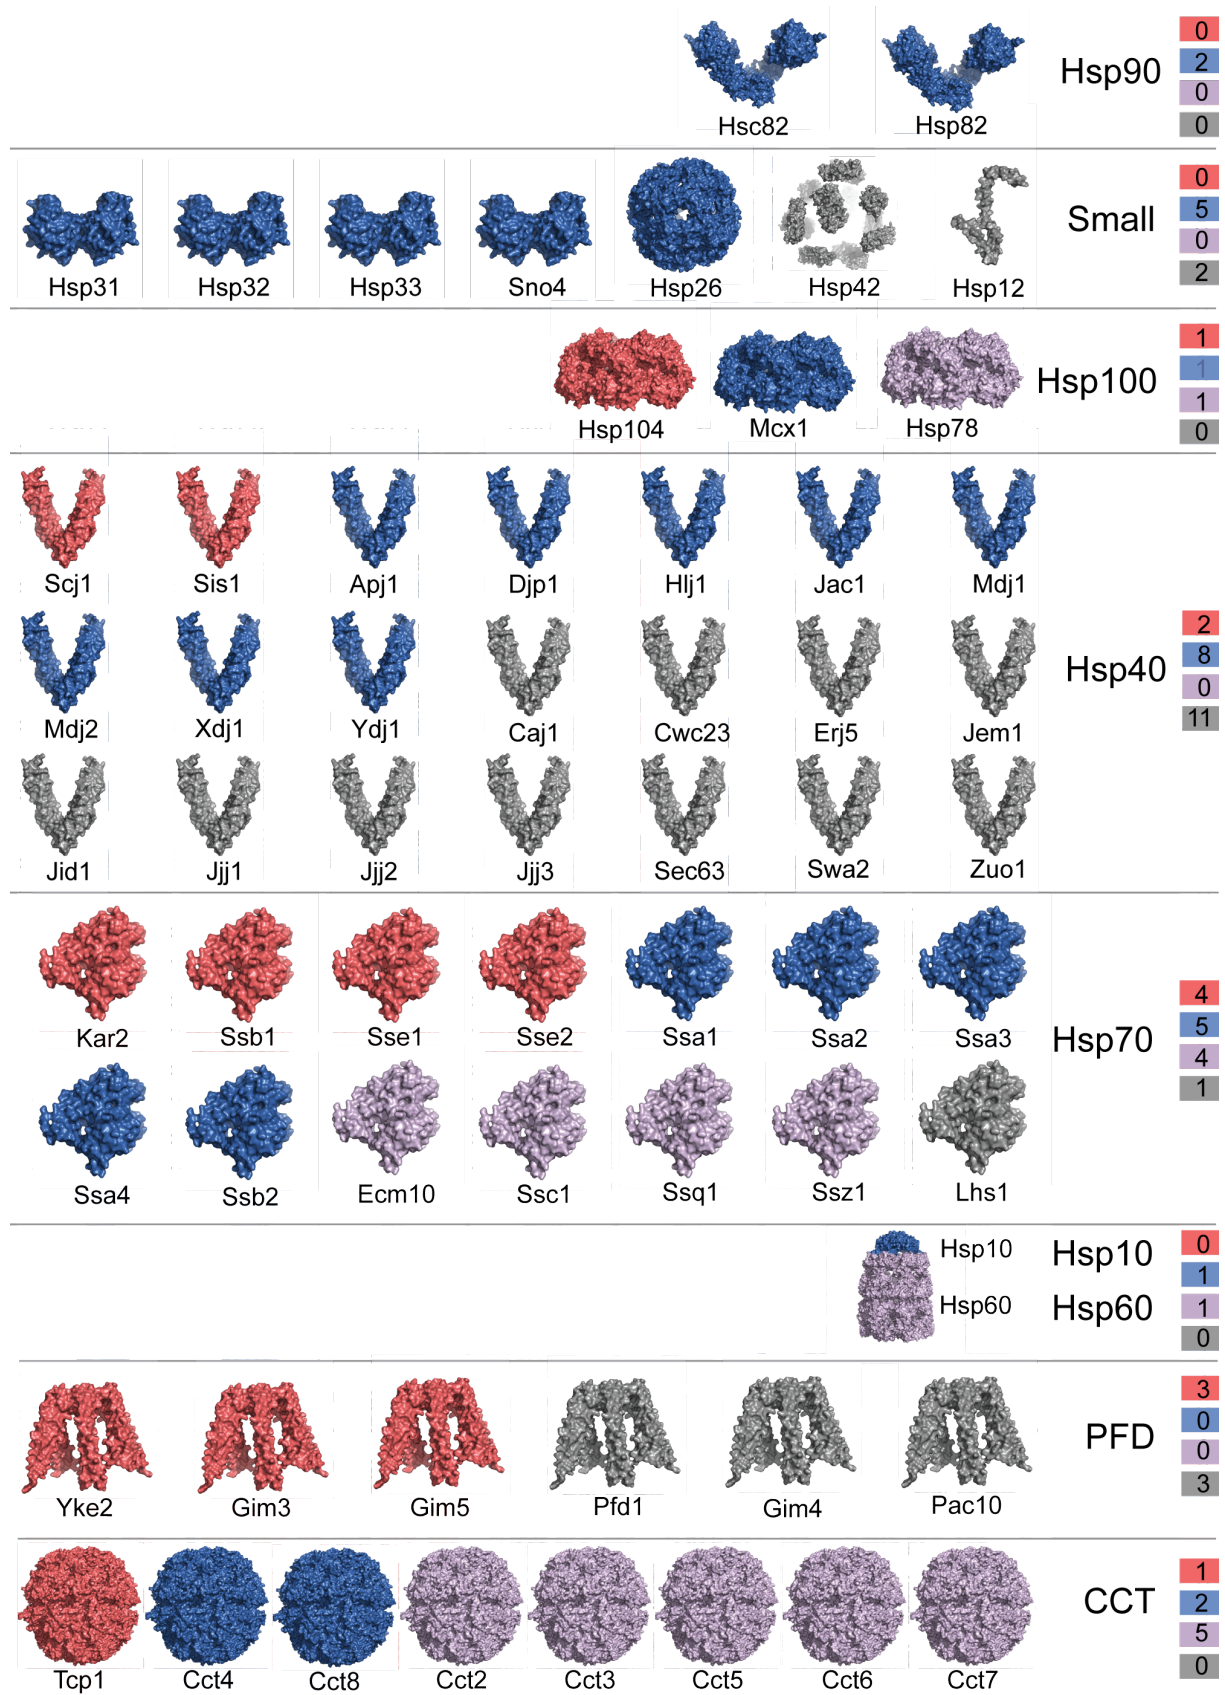 Hsp90
0
2
0
0
Hsc82 Hsp82
Small
0
5
0
2
Hsp31 Hsp32 Hsp33 Sno4 Hsp26 Hsp42 Hsp12
Hsp100
1
1
1
0
Hsp104 Mcx1 Hsp78
Scj1 Sis1 Apj1 Djp1 Hlj1 Jac1 Mdj1
Hsp40
2
8
0
11
Mdj2 Xdj1 Ydj1 Caj1 Cwc23 Erj5 Jem1
Jid1 Jjj1 Jjj2 Jjj3 Sec63 Swa2 Zuo1
Kar2 Ssb1 Sse1 Sse2 Ssa1 Ssa2 Ssa3
Hsp70
4
5
4
1
Ssa4 Ssb2 Ecm10 Ssc1 Ssq1 Ssz1 Lhs1
Hsp10 Hsp10
Hsp60 Hsp60
0
1
1
0
PFD
3
0
0
3
Yke2 Gim3 Gim5 Pfd1 Gim4 Pac10
CCT
1
2
5
0
Tcp1 Cct4 Cct8 Cct2 Cct3 Cct5 Cct6 Cct7